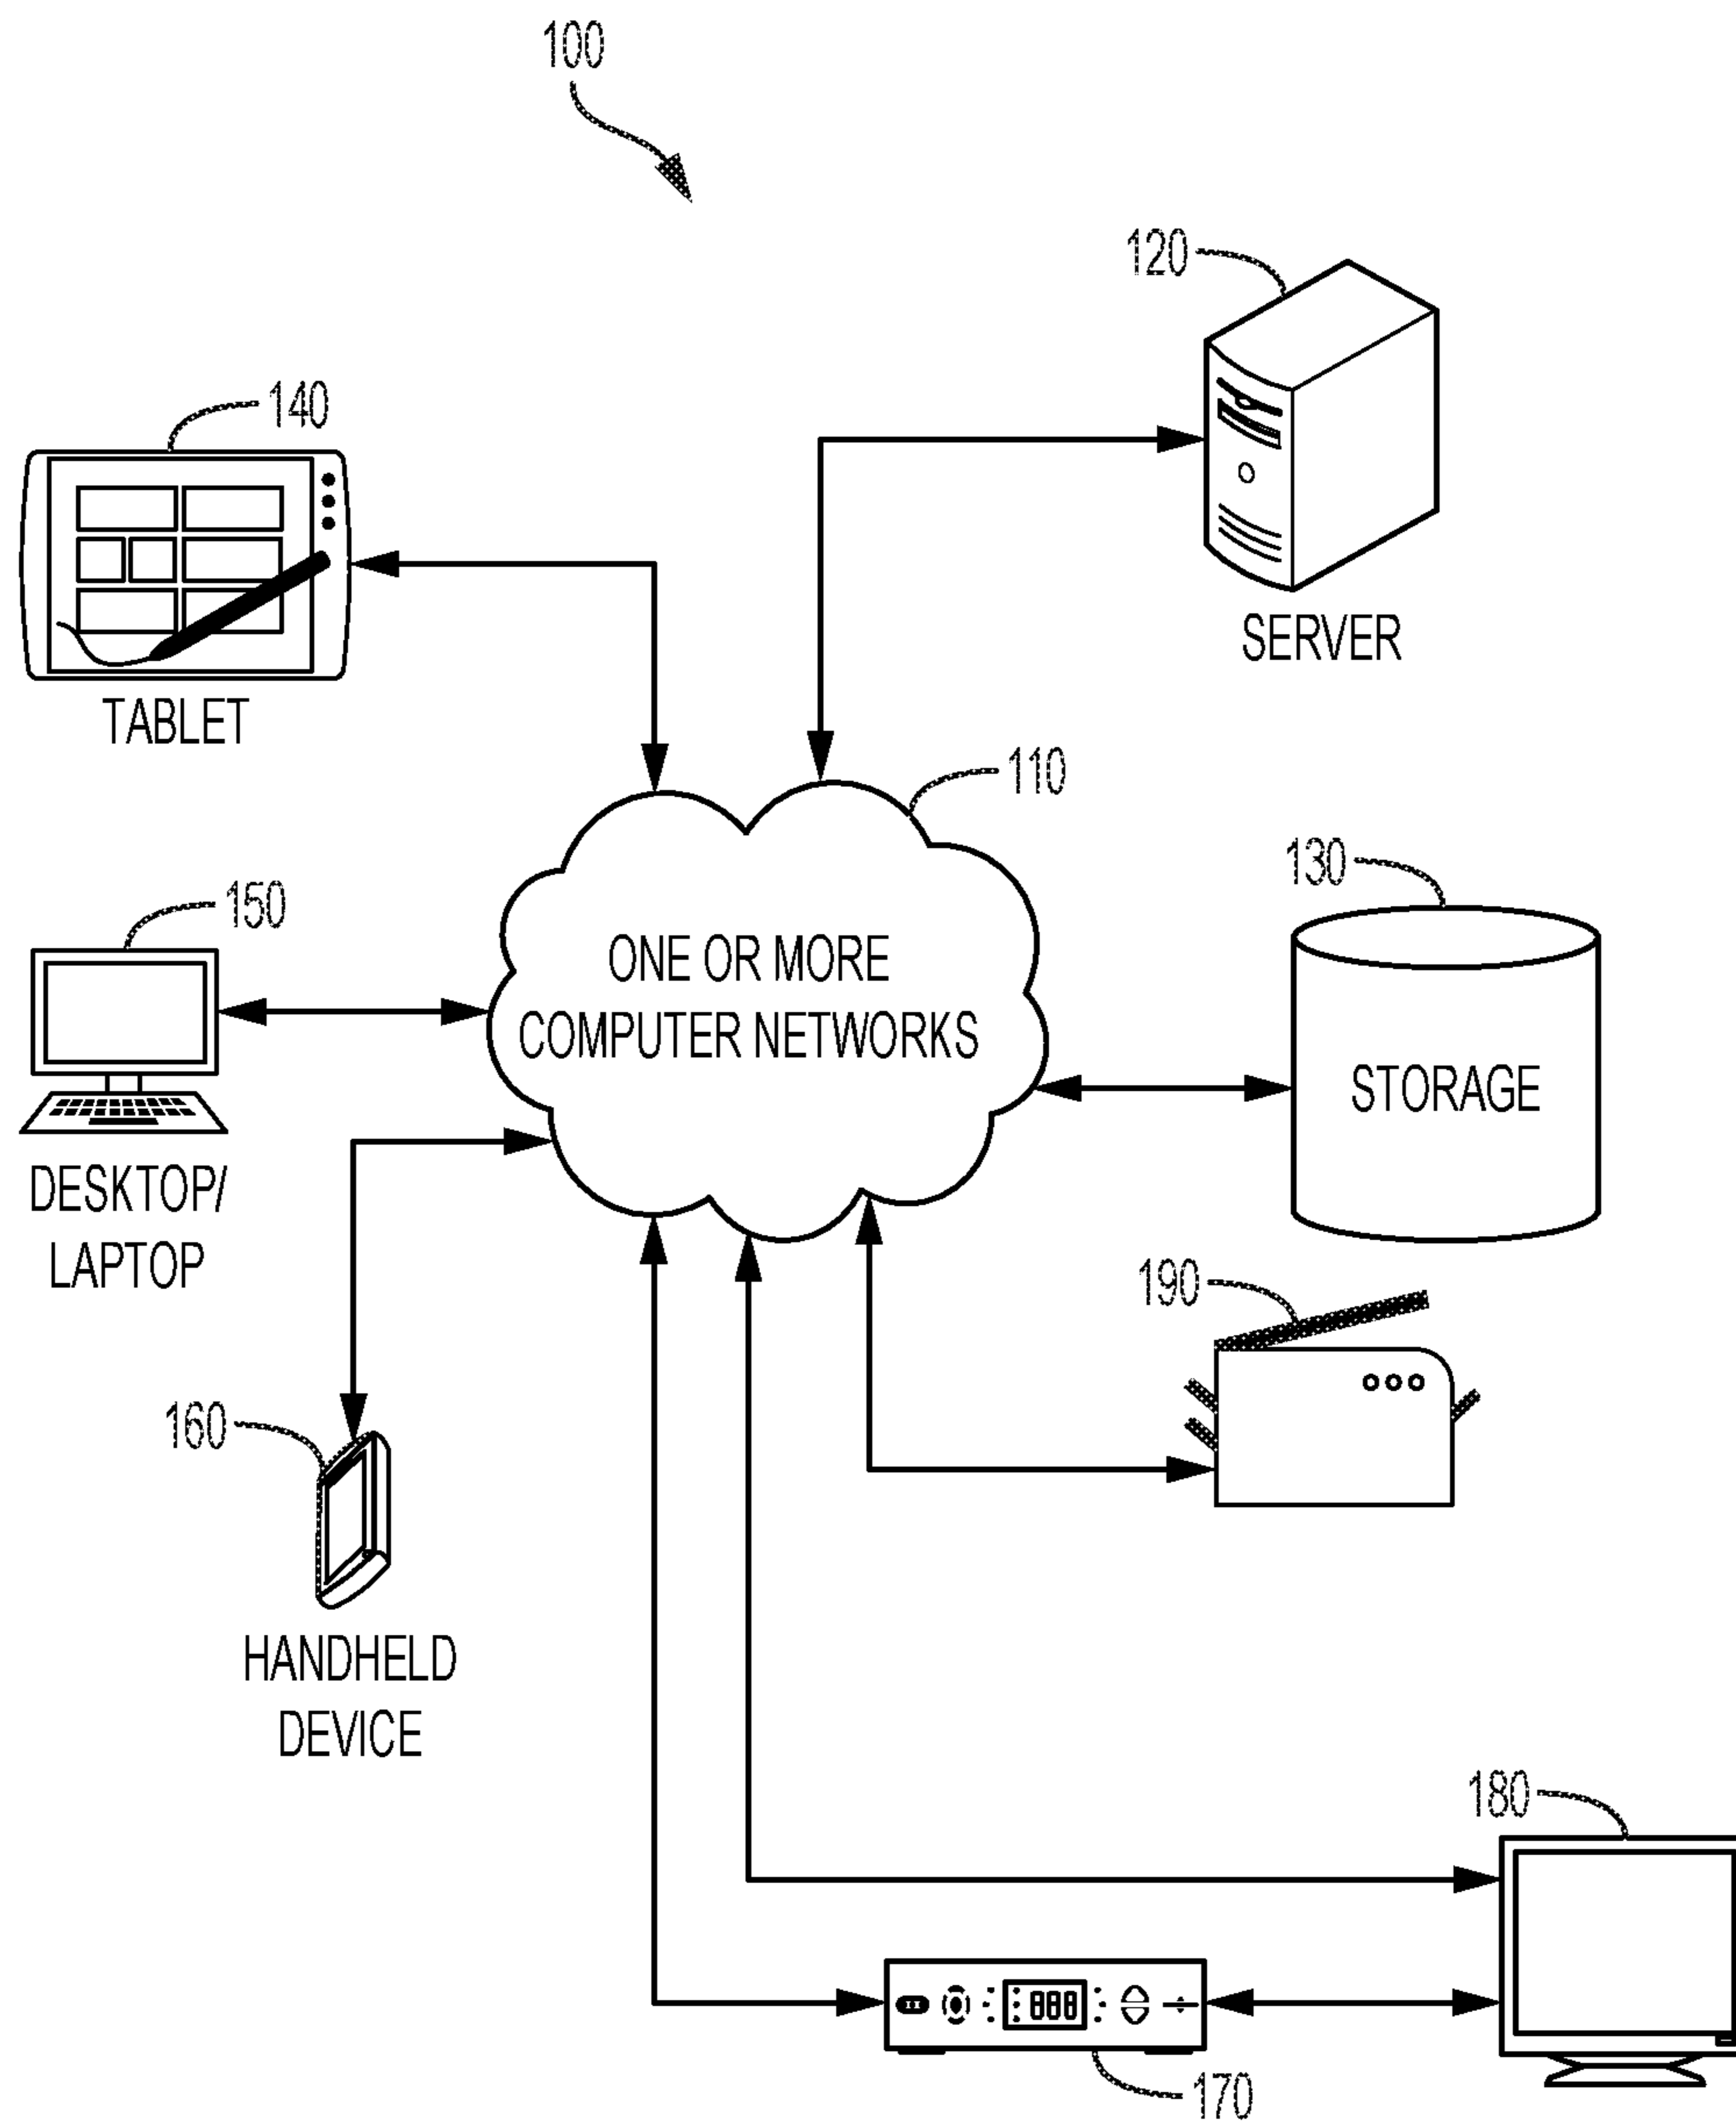 100
120
140
SERVER
TABLET
110
130
150
ONE OR MORE
COMPUTER NETWORKS
STORAGE
DESKTOP/
LAPTOP
190
160
HANDHELD
DEVICE
180
888
170